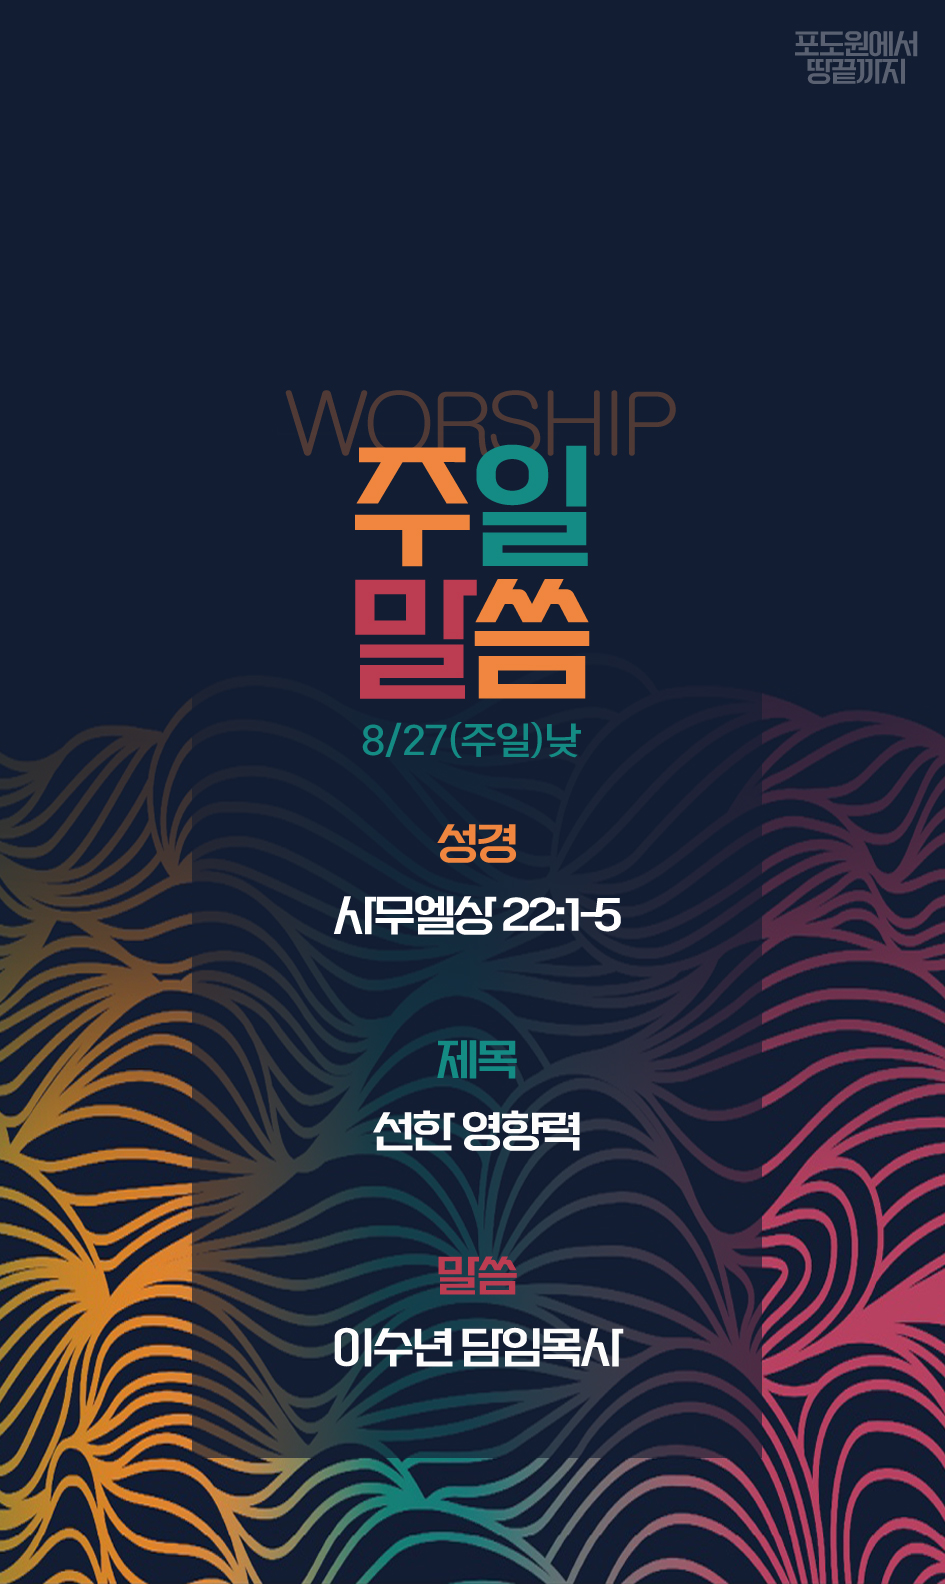 포도원에서
땅끝까지
WORSHIP
주일
말씀
8/27(주일)낮
성경
사무엘상 22:1-5
제목
선한 영향력
말씀
이수년 담임목사